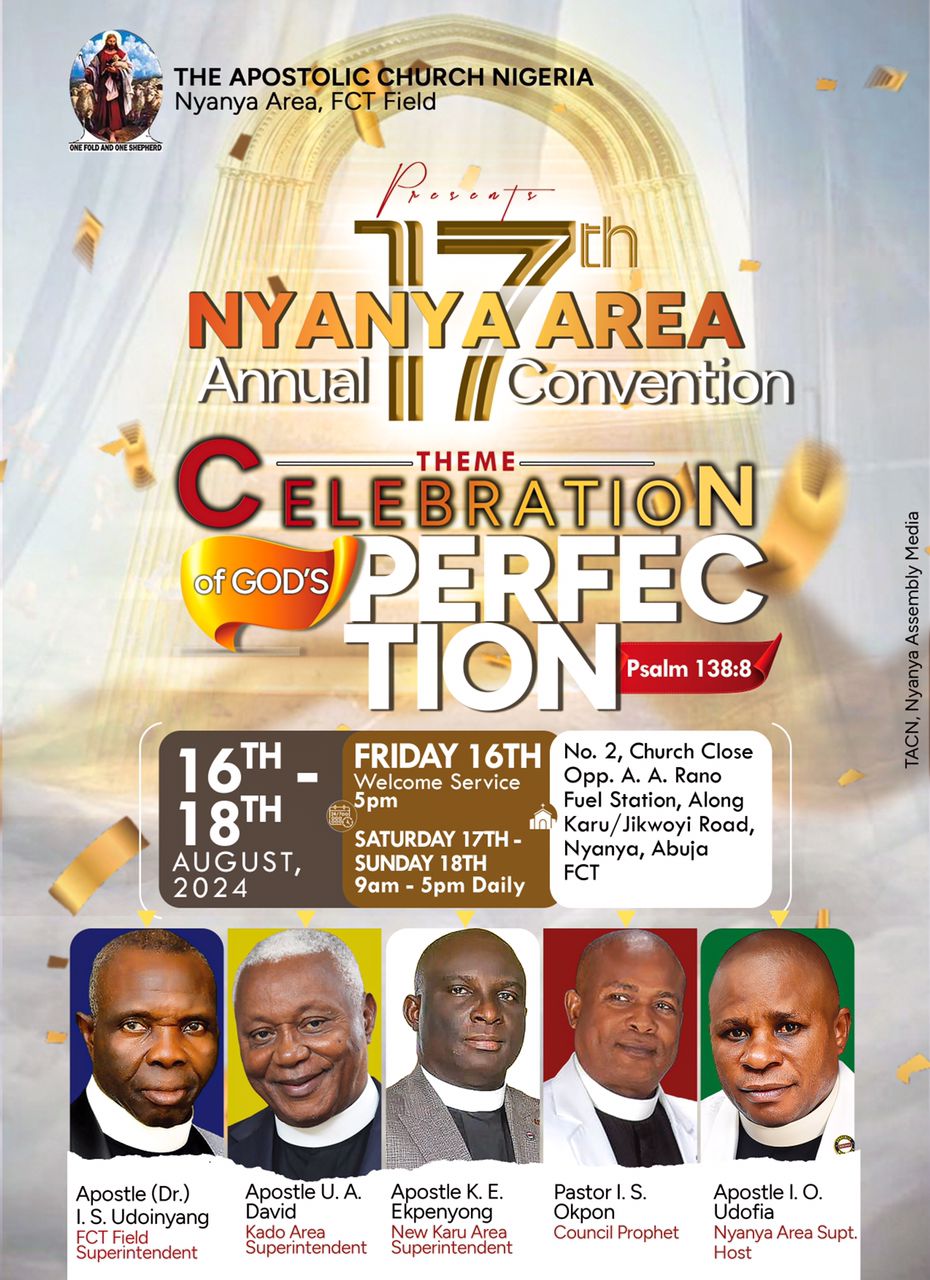 THE APOSTOLIC CHURCH NIGERIA
Nyanya Area, FCT Field
ONE FOLD AND ONE SHEPHERD
Presents
17th
NYANYA AREA
Annual Convention
THEME
CELEBRATION
of GOD'S
PERFEC
TION
Psalm 138:8
TACN, Nyanya Assembly Media
16TH -
18TH
AUGUST,
2024
FRIDAY 16TH
Welcome Service
5pm
SATURDAY 17TH -
SUNDAY 18TH
9am - 5pm Daily
No. 2, Church Close
Opp. A. A. Rano
Fuel Station, Along
Karu/Jikwoyi Road,
Nyanya, Abuja
FCT
Apostle (Dr.)
I. S. Udoinyang
FCT Field
Superintendent
Apostle U. A.
David
Kado Area
Superintendent
Apostle K. E.
Ekpenyong
New Karu Area
Superintendent
Pastor I. S.
Okpon
Council Prophet
Apostle I. O.
Udofia
Nyanya Area Supt.
Host